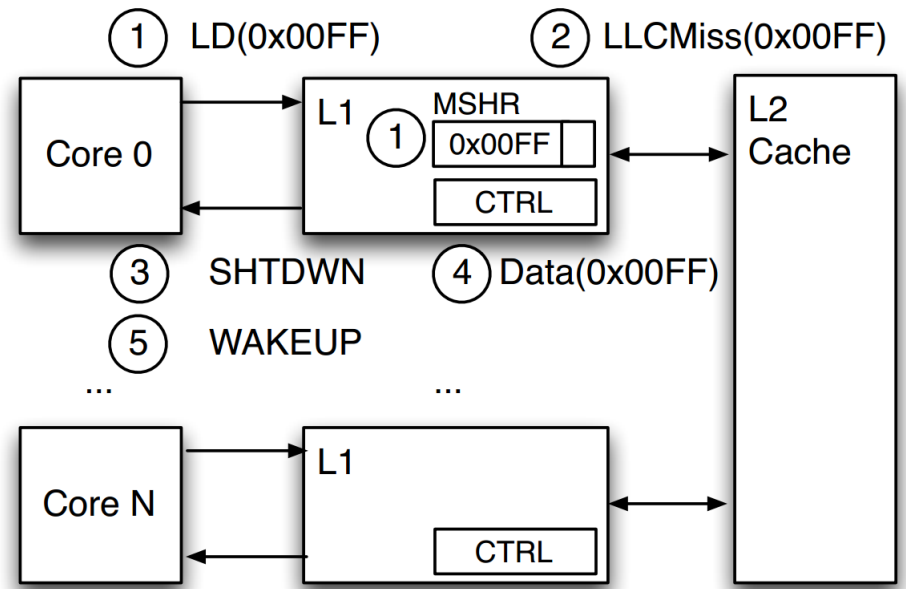 1 LD(0x00FF)
2 LLCMiss(0x00FF)
Core 0
L1
MSHR
1 0x00FF
CTRL
L2
Cache
3 SHTDWN
4 Data(0x00FF)
5 WAKEUP
...
...
Core N
L1
CTRL